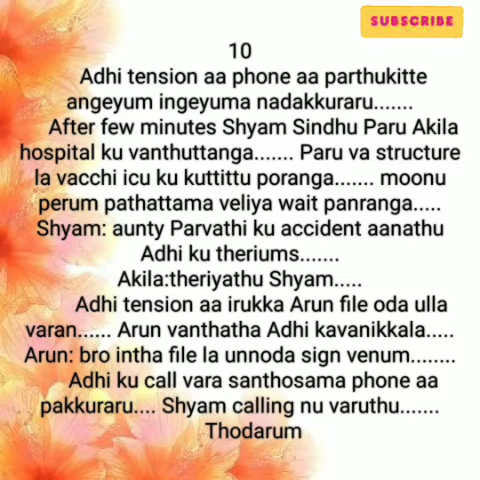 SUBSCRIBE
10
Adhi tension aa phone aa parthukitte
angeyum ingeyuma nadakkuraru.......
After few minutes Shyam Sindhu Paru Akila
hospital ku vanthuttanga....... Paru va structure
la vacchi icu ku kuttittu poranga....... moonu
perum pathattama veliya wait panranga.....
Shyam: aunty Parvathi ku accident aanathu
Adhi ku theriums.......
Akila:theriyathu Shyam.....
Adhi tension aa irukka Arun file oda ulla
varan...... Arun vanthatha Adhi kavanikkala.....
Arun: bro intha file la unnoda sign venum........
Adhi ku call vara santhosama phone aa
pakkuraru.... Shyam calling nu varuthu.......
Thodarum